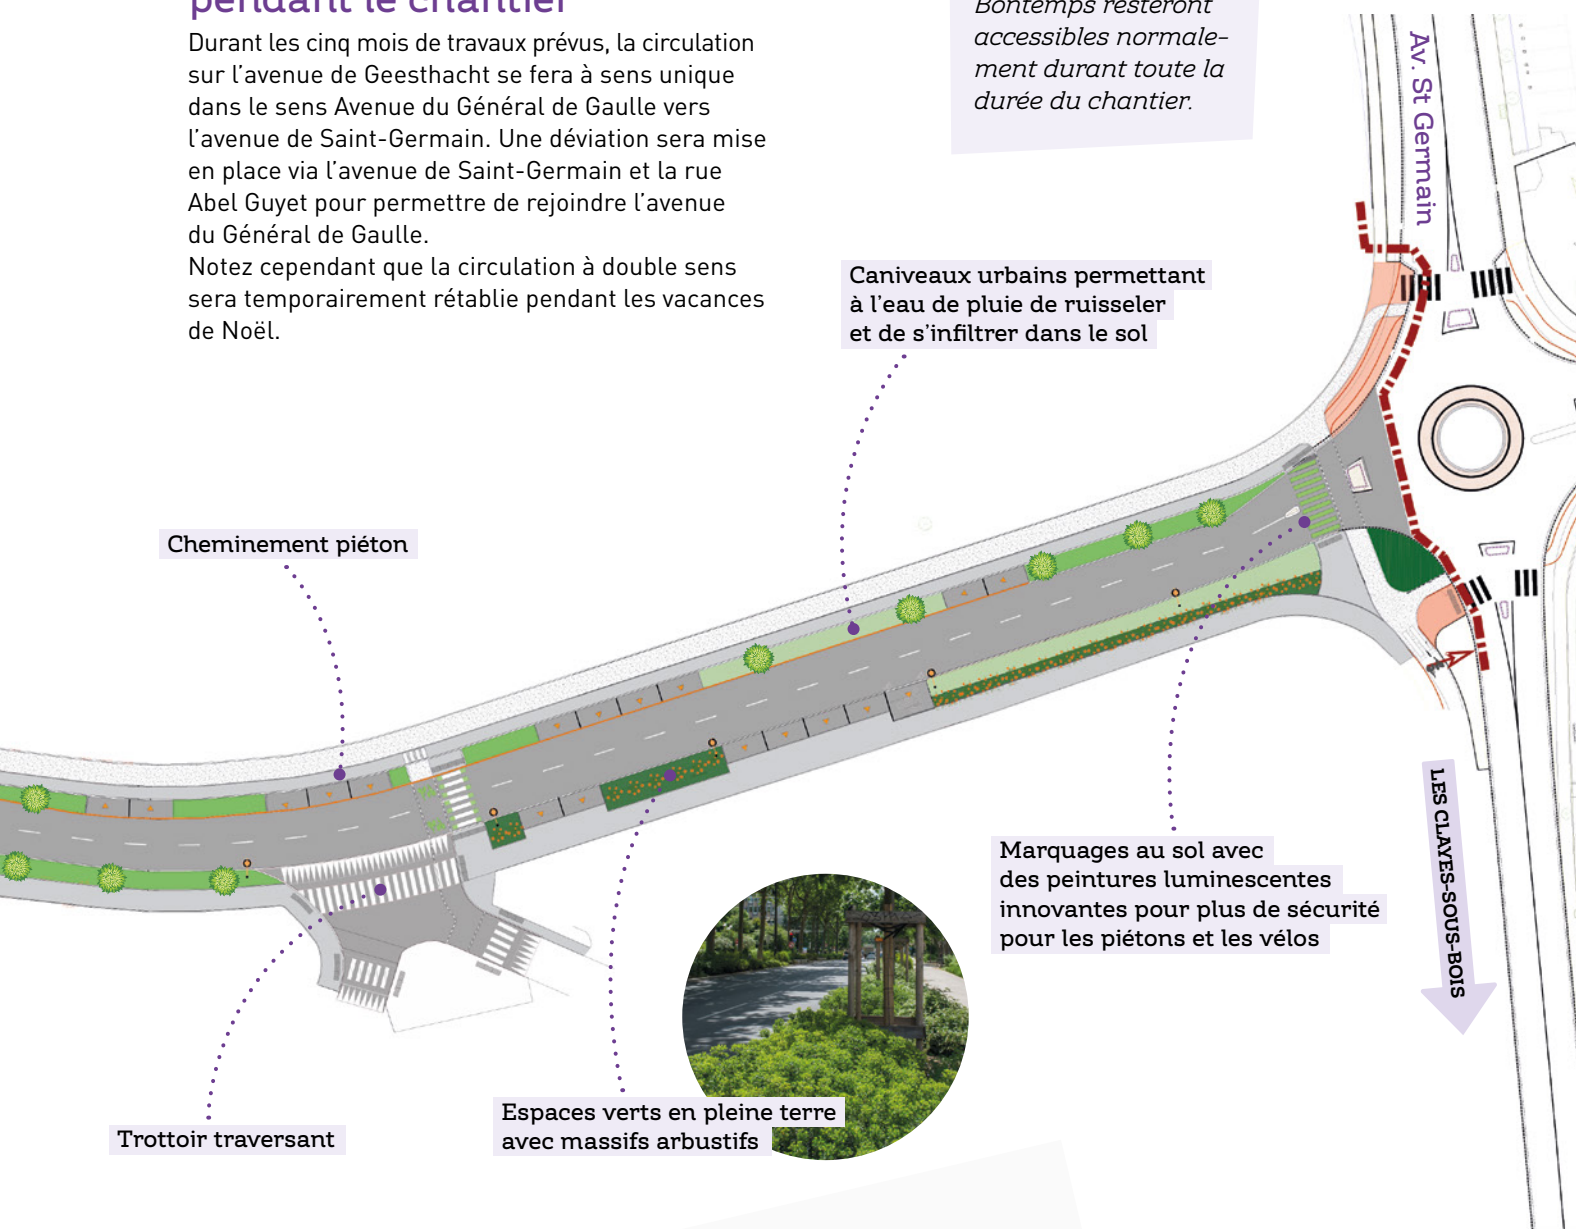 pendant le chantier
Durant les cinq mois de travaux prévus, la circulation
sur l’avenue de Geesthacht se fera à sens unique
dans le sens Avenue du Général de Gaulle vers
l’avenue de Saint-Germain. Une déviation sera mise
en place via l’avenue de Saint-Germain et la rue
Abel Guyet pour permettre de rejoindre l’avenue
du Général de Gaulle.
Notez cependant que la circulation à double sens
sera temporairement rétablie pendant les vacances
de Noël.
Bontemps resteront
accessibles normale-
ment durant toute la
durée du chantier.
Av. St Germain
Caniveaux urbains permettant
à l’eau de pluie de ruisseler
et de s’infiltrer dans le sol
Cheminement piéton
Marquages au sol avec
des peintures luminescentes
innovantes pour plus de sécurité
pour les piétons et les vélos
LES CLAYES-SOUS-BOIS
Espaces verts en pleine terre
avec massifs arbustifs
Trottoir traversant